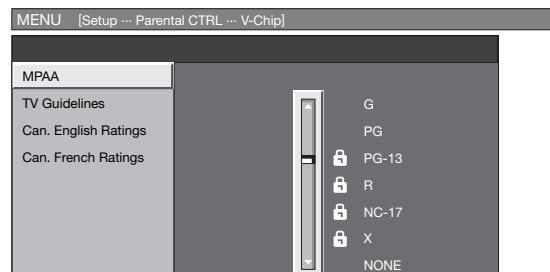 MENU [Setup ··· Parental CTRL ··· V-Chip]
MPAA
TV Guidelines
Can. English Ratings
Can. French Ratings
G
PG
PG-13
R
NC-17
X
NONE